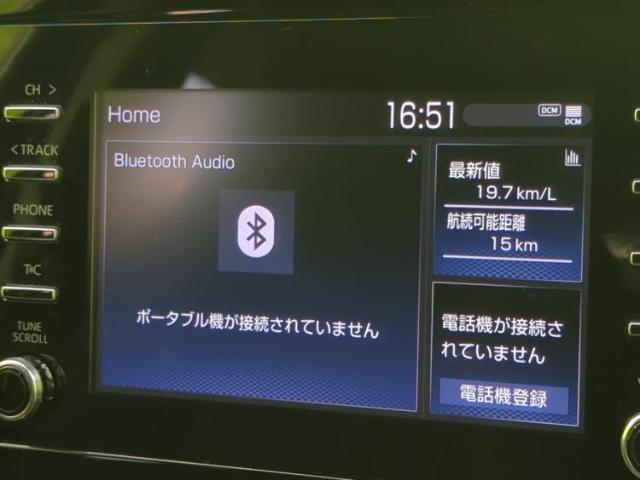 CH >
< TRACK
PHONE
T&C
TUNE
SCROLL
Home
16:51
DCM
DCM
Bluetooth Audio
ポータブル機が接続されていません
最新値
19.7 km/L
航続可能距離
15 km
電話機が接続さ
れていません
電話機登録